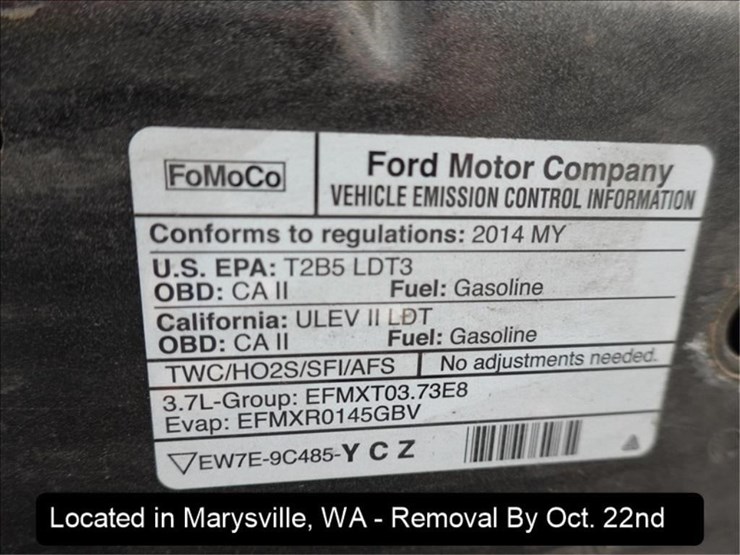 FoMoCo
Ford Motor Company
VEHICLE EMISSION CONTROL INFORMATION
Conforms to regulations: 2014 MY
U.S. EPA: T2B5 LDT3
OBD: CA II Fuel: Gasoline
California: ULEV II LDT
OBD: CA II Fuel: Gasoline
TWC/HO2S/SFI/AFS No adjustments needed.
3.7L-Group: EFMXT03.73E8
Evap: EFMXR0145GBV
EW7E-9C485-Y C Z
Located in Marysville, WA - Removal By Oct. 22nd